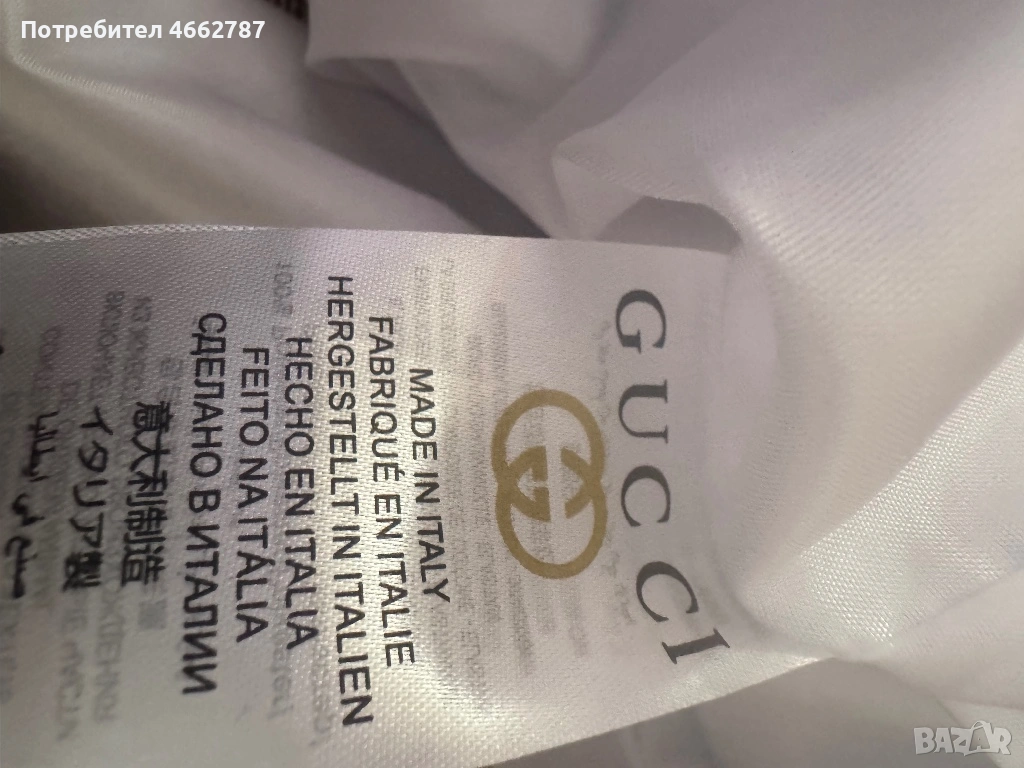 Потребител 4662787
GUCCI
MADE IN ITALY
FABRIQUÉ EN ITALIE
HERGESTELLT IN ITALIEN
HECHO EN ITALIA
FEITO NA ITÁLIA
СДЕЛАНО В ИТАЛИИ
意大利制造
イタリア製
صنع في إيطاليا
BAZAR